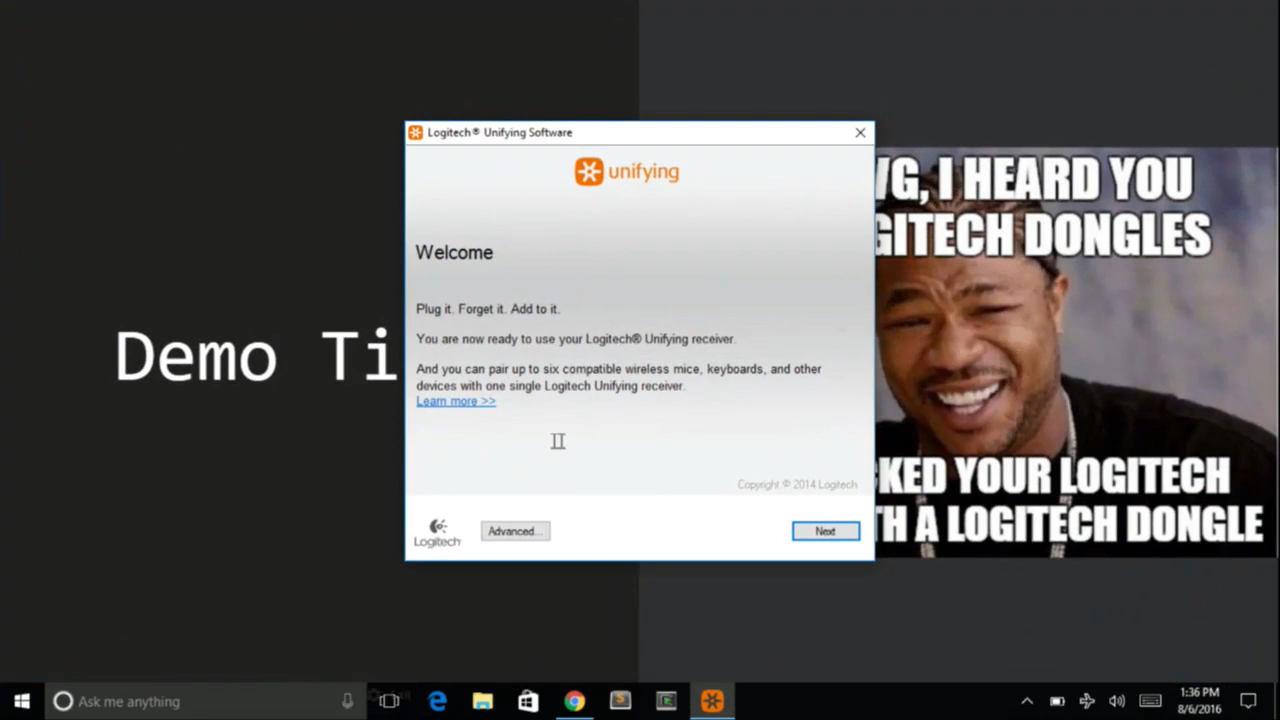 Logitech® Unifying Software
unifying
Welcome
Plug it. Forget it. Add to it.
You are now ready to use your Logitech® Unifying receiver.
And you can pair up to six compatible wireless mice, keyboards, and other
devices with one single Logitech Unifying receiver.
Learn more >>
Copyright © 2014 Logitech
Logitech
Advanced...
Next
Demo Ti
G, I HEARD YOU
GITECH DONGLES
KED YOUR LOGITECH
TH A LOGITECH DONGLE
Ask me anything
1:36 PM
8/6/2016